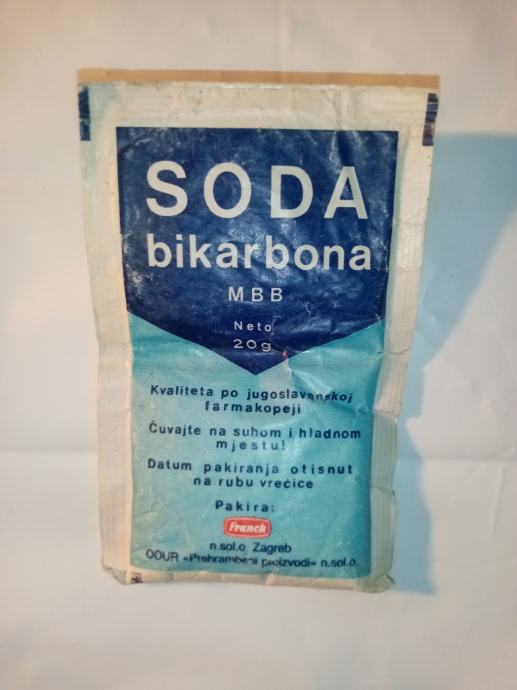 SODA
bikarbona
MBB
Neto
20g
Kvaliteta po jugoslavenskoj
farmakopeji
Čuvajte na suhom i hladnom
mjestu!
Datum pakiranja otisnut
na rubu vrećice
Pakira:
Franck
n.sol.o. Zagreb
OOUR »Prehrambeni proizvodi« n.sol.o.